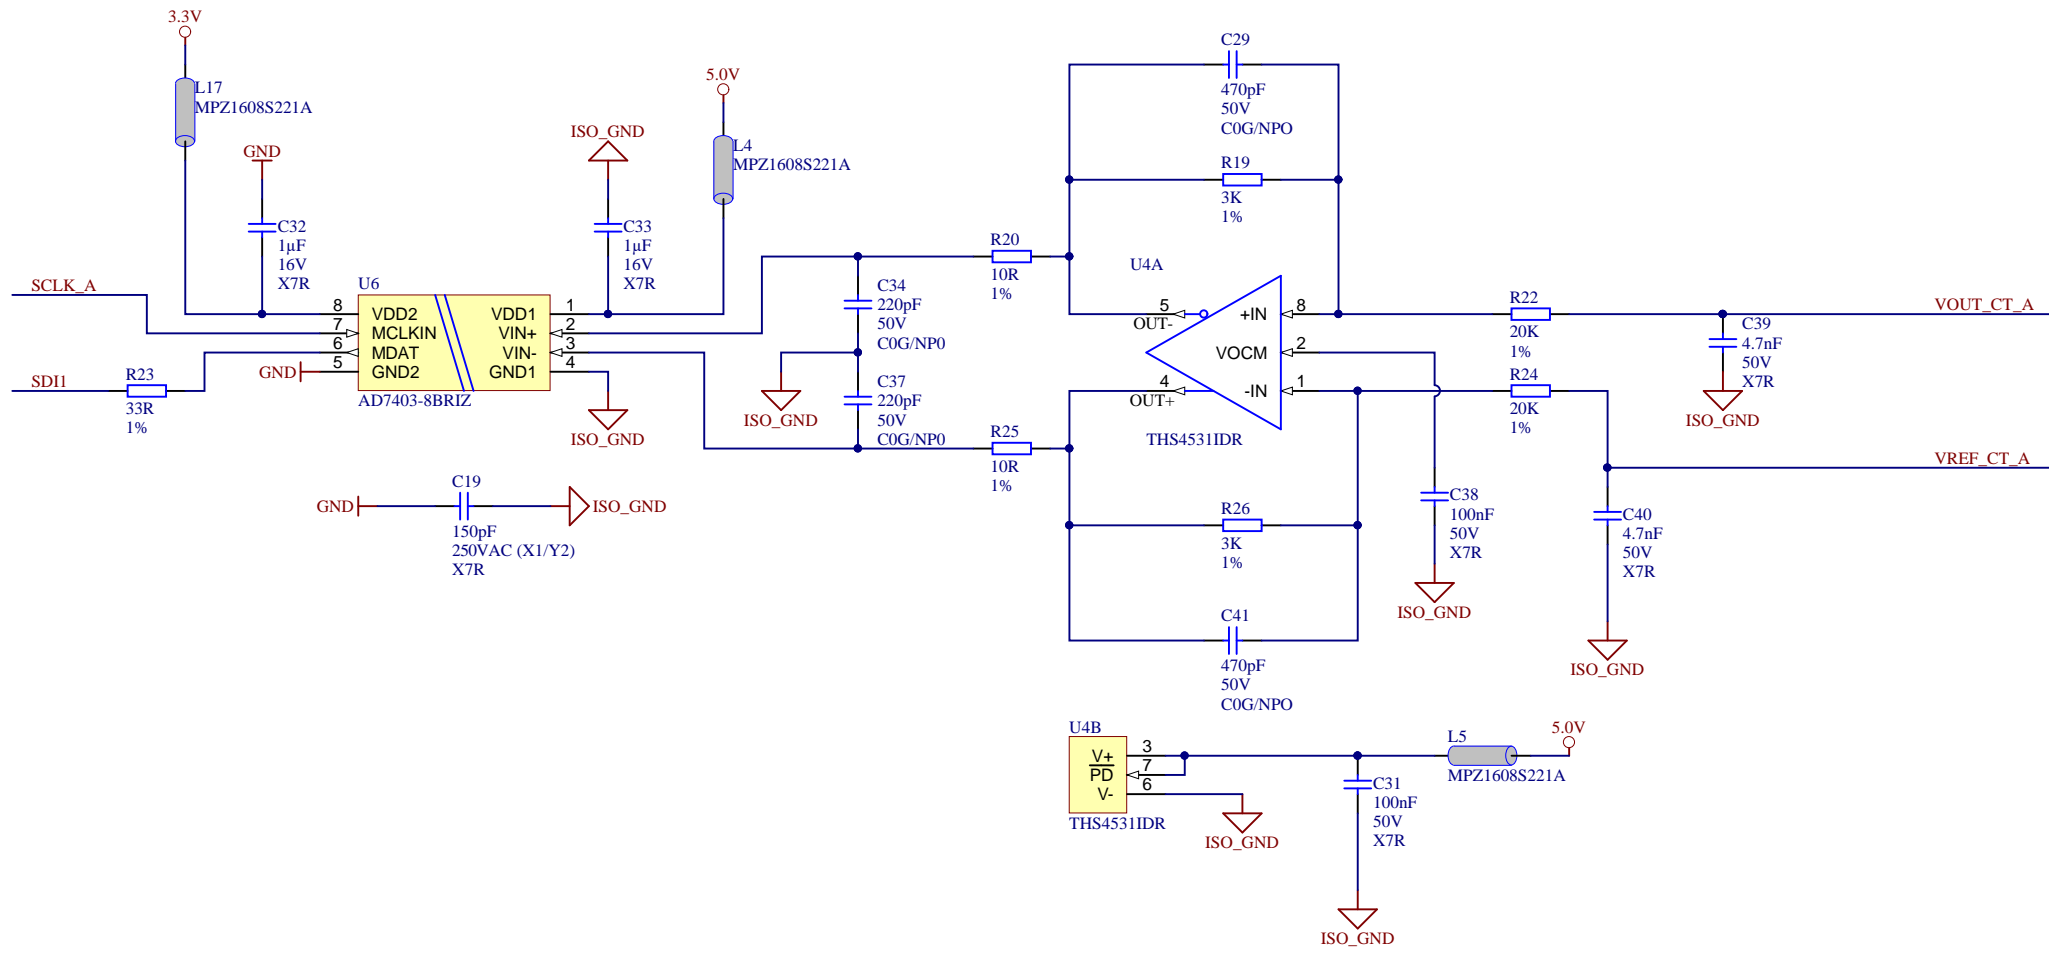 3.3V
L17
MPZ1608S221A
GND
C32
1µF
16V
X7R
ISO_GND
C33
1µF
16V
X7R
5.0V
L4
MPZ1608S221A
SCLK_A
SDI1
R23
33R
1%
GND
U6
8 VDD2 VDD1 1
7 MCLKIN VIN+ 2
6 MDAT VIN- 3
5 GND2 GND1 4
AD7403-8BRIZ
ISO_GND
GND
C19
150pF
250VAC (X1/Y2)
X7R
ISO_GND
C34
220pF
50V
C0G/NP0
ISO_GND
C37
220pF
50V
C0G/NP0
R20
10R
1%
R25
10R
1%
C29
470pF
50V
C0G/NPO
R19
3K
1%
U4A
5 +IN 8
OUT-
VOCM 2
4 -IN 1
OUT+
THS4531IDR
R26
3K
1%
C41
470pF
50V
C0G/NPO
R22
20K
1%
R24
20K
1%
C39
4.7nF
50V
X7R
ISO_GND
VOUT_CT_A
VREF_CT_A
C38
100nF
50V
X7R
ISO_GND
C40
4.7nF
50V
X7R
ISO_GND
U4B
V+ 3
PD 7
V- 6
THS4531IDR
ISO_GND
C31
100nF
50V
X7R
ISO_GND
L5
MPZ1608S221A
5.0V